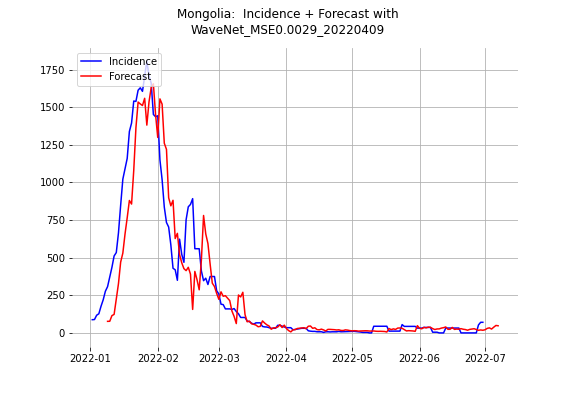 Mongolia:  Incidence + Forecast with
WaveNet_MSE0.0029_20220409
Incidence
Forecast
1750
1500
1250
1000
750
500
250
0
2022-01 2022-02 2022-03 2022-04 2022-05 2022-06 2022-07